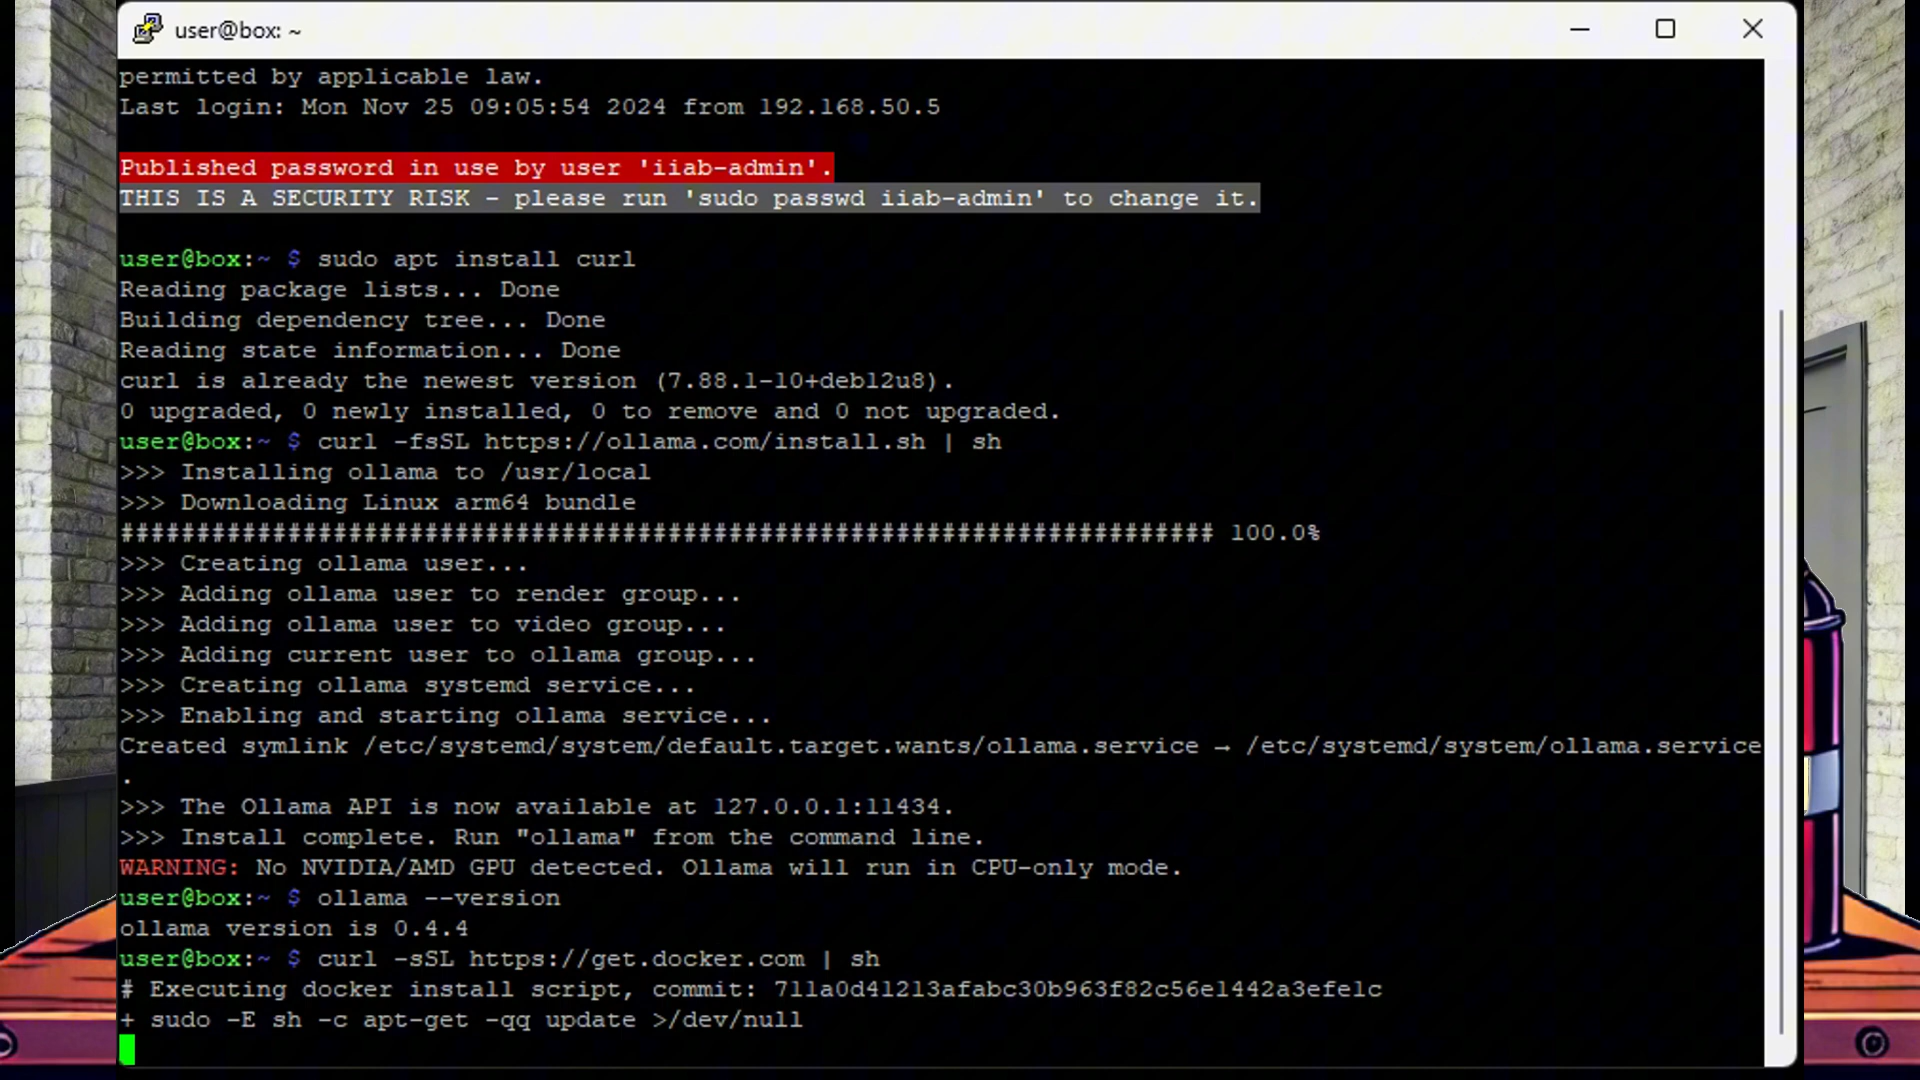 user@box: ~
permitted by applicable law.
Last login: Mon Nov 25 09:05:54 2024 from 192.168.50.5
Published password in use by user 'iiab-admin'.
THIS IS A SECURITY RISK - please run 'sudo passwd iiab-admin' to change it.
user@box:~ $ sudo apt install curl
Reading package lists... Done
Building dependency tree... Done
Reading state information... Done
curl is already the newest version (7.88.1-10+deb12u8).
0 upgraded, 0 newly installed, 0 to remove and 0 not upgraded.
user@box:~ $ curl -fsSL https://ollama.com/install.sh | sh
>>> Installing ollama to /usr/local
>>> Downloading Linux arm64 bundle
######################################################################## 100.0%
>>> Creating ollama user...
>>> Adding ollama user to render group...
>>> Adding ollama user to video group...
>>> Adding current user to ollama group...
>>> Creating ollama systemd service...
>>> Enabling and starting ollama service...
Created symlink /etc/systemd/system/default.target.wants/ollama.service → /etc/systemd/system/ollama.service
.
>>> The Ollama API is now available at 127.0.0.1:11434.
>>> Install complete. Run "ollama" from the command line.
WARNING: No NVIDIA/AMD GPU detected. Ollama will run in CPU-only mode.
user@box:~ $ ollama --version
ollama version is 0.4.4
user@box:~ $ curl -sSL https://get.docker.com | sh
# Executing docker install script, commit: 711a0d41213afabc30b963f82c56e1442a3efe1c
+ sudo -E sh -c apt-get -qq update >/dev/null